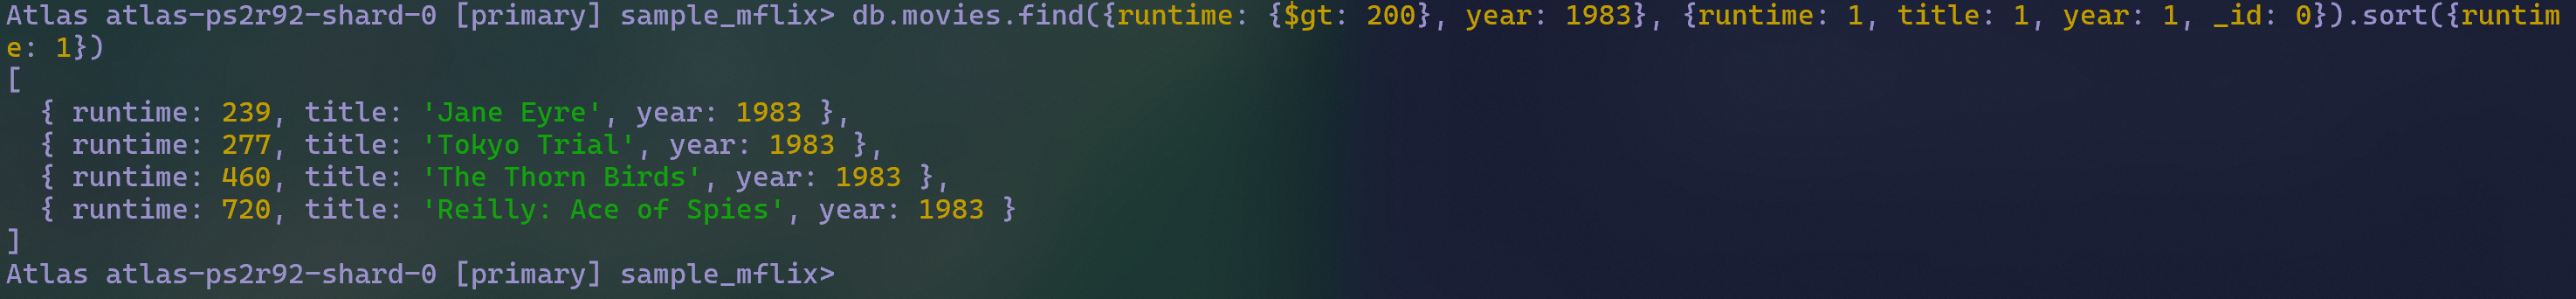 Atlas atlas-ps2r92-shard-0 [primary] sample_mflix> db.movies.find({runtime: {$gt: 200}, year: 1983}, {runtime: 1, title: 1, year: 1, _id: 0}).sort({runtim
e: 1})
[
  { runtime: 239, title: 'Jane Eyre', year: 1983 },
  { runtime: 277, title: 'Tokyo Trial', year: 1983 },
  { runtime: 460, title: 'The Thorn Birds', year: 1983 },
  { runtime: 720, title: 'Reilly: Ace of Spies', year: 1983 }
]
Atlas atlas-ps2r92-shard-0 [primary] sample_mflix>